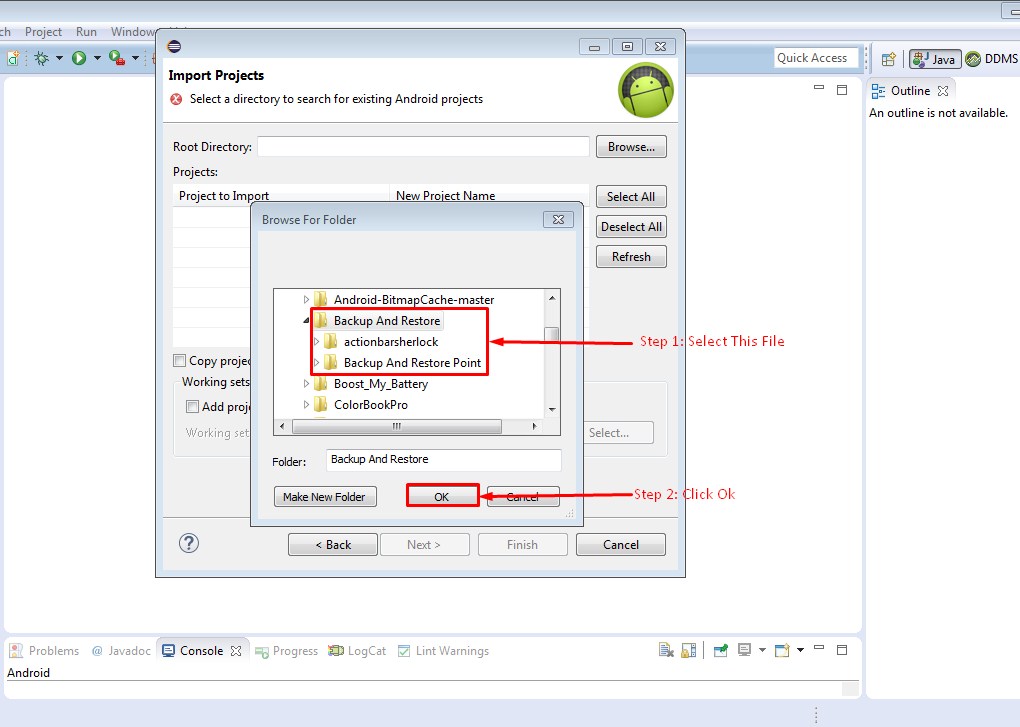 ch Project Run Window
Quick Access
Java
DDMS
Import Projects
Select a directory to search for existing Android projects
Root Directory:
Browse...
Projects:
Project to Import
New Project Name
Select All
Deselect All
Refresh
Outline
An outline is not available.
Browse For Folder
Android-BitmapCache-master
Backup And Restore
actionbarsherlock
Backup And Restore Point
Boost_My_Battery
ColorBookPro
Step 1: Select This File
Copy projec
Working sets
Add proje
Working set
Select...
Folder:
Backup And Restore
Make New Folder
OK
Cancel
Step 2: Click Ok
< Back
Next >
Finish
Cancel
Problems
@ Javadoc
Console
Progress
LogCat
Lint Warnings
Android